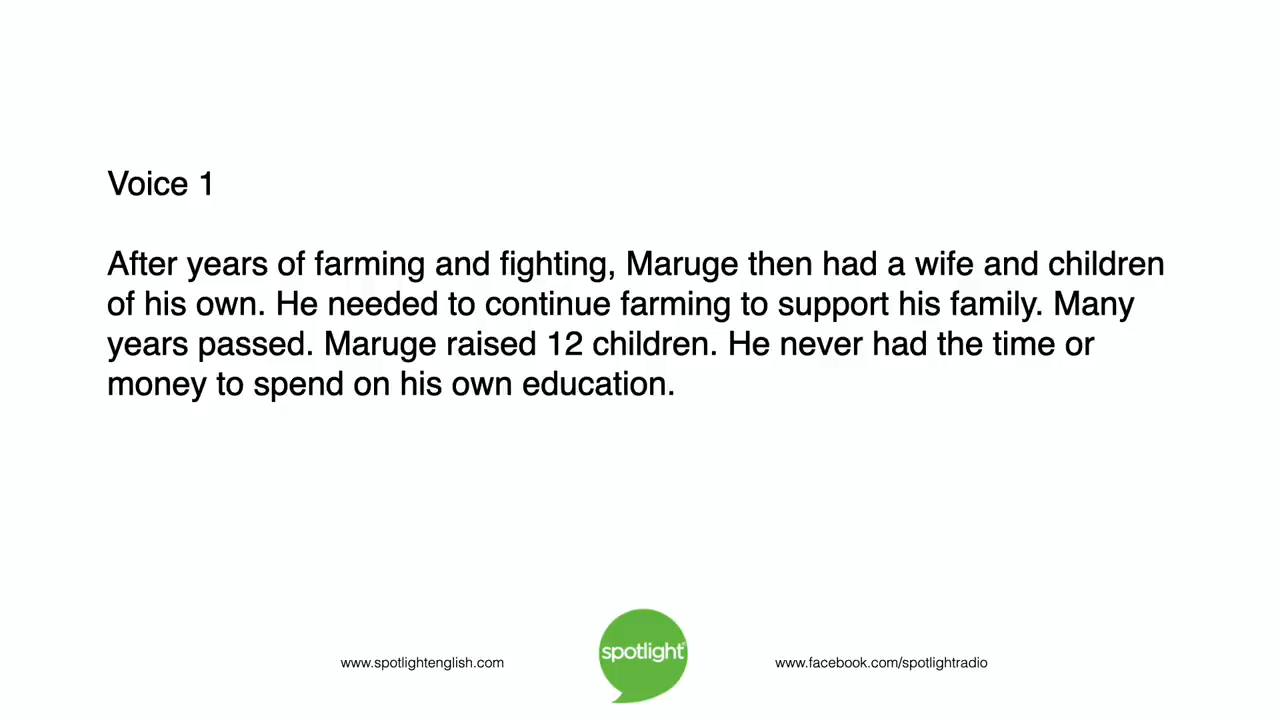 Voice 1
After years of farming and fighting, Maruge then had a wife and children
of his own. He needed to continue farming to support his family. Many
years passed. Maruge raised 12 children. He never had the time or
money to spend on his own education.
www.spotlightenglish.com
spotlight
www.facebook.com/spotlightradio